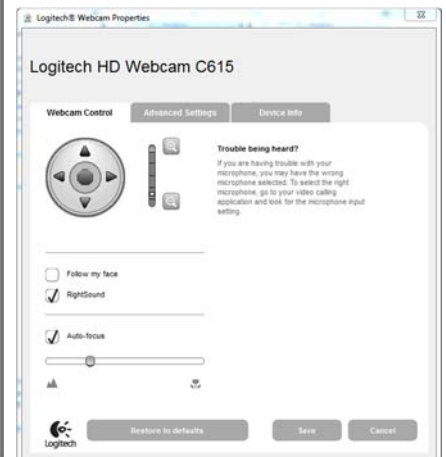 Logitech® Webcam Properties
Logitech HD Webcam C615
Webcam Control
Advanced Settings
Device Info
Trouble being heard?
If you are having trouble with your
microphone, you may have the wrong
microphone selected. To select the right
microphone, go to your video calling
application and look for the microphone input
setting.
Follow my face
RightSound
Auto-focus
Logitech
Restore to defaults
Save
Cancel